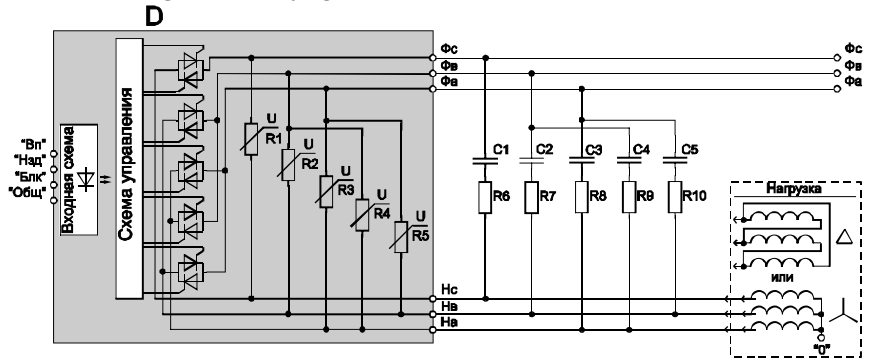 D
Фс
Фв
Фа
Фс
Фв
Фа
"Вп"
"Нзд"
"Блк"
"Общ"
Входная схема
Схема управления
U
R1
U
R2
U
R3
U
R4
U
R5
C1
C2
C3
C4
C5
R6
R7
R8
R9
R10
Нагрузка
или
Нс
Нв
На
"0"